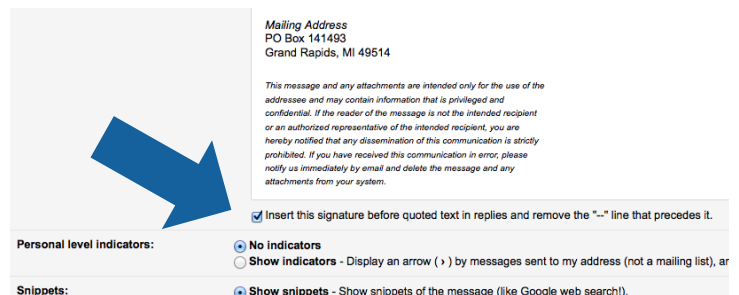 Mailing Address
PO Box 141493
Grand Rapids, MI 49514
This message and any attachments are intended only for the use of the
addressee and may contain information that is privileged and
confidential. If the reader of the message is not the intended recipient
or an authorized representative of the intended recipient, you are
hereby notified that any dissemination of this communication is strictly
prohibited. If you have received this communication in error, please
notify us immediately by email and delete the message and any
attachments from your system.
Insert this signature before quoted text in replies and remove the "--" line that precedes it.
Personal level indicators:
No indicators
Show indicators - Display an arrow ( › ) by messages sent to my address (not a mailing list), ar
Snippets:
Show snippets - Show snippets of the message (like Google web search!).